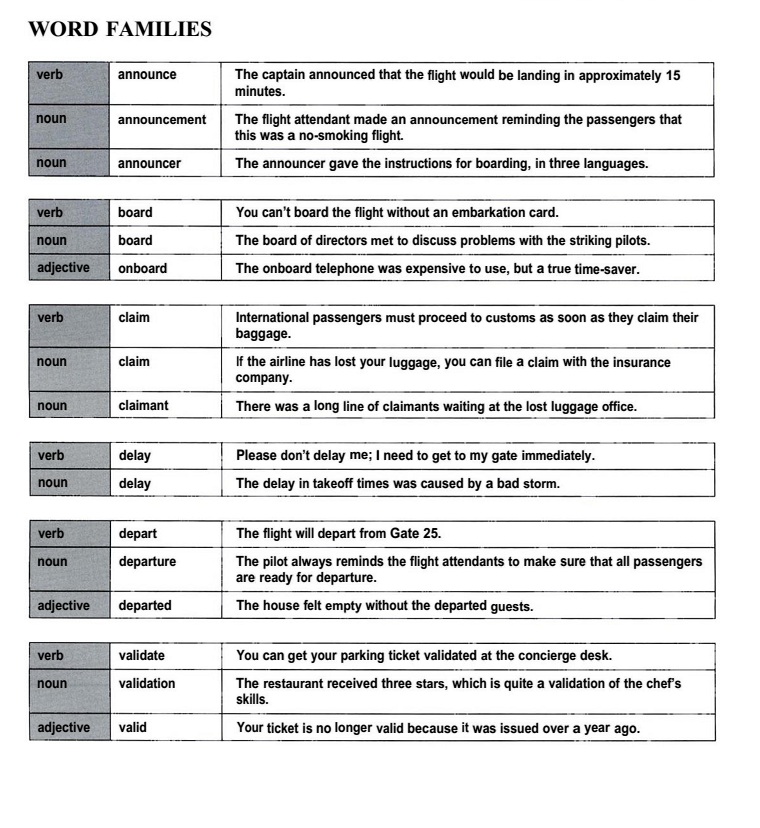 WORD FAMILIES
verb announce The captain announced that the flight would be landing in approximately 15
minutes.
noun announcement The flight attendant made an announcement reminding the passengers that
this was a no-smoking flight.
noun announcer The announcer gave the instructions for boarding, in three languages.
verb board You can't board the flight without an embarkation card.
noun board The board of directors met to discuss problems with the striking pilots.
adjective onboard The onboard telephone was expensive to use, but a true time-saver.
verb claim International passengers must proceed to customs as soon as they claim their
baggage.
noun claim If the airline has lost your luggage, you can file a claim with the insurance
company.
noun claimant There was a long line of claimants waiting at the lost luggage office.
verb delay Please don't delay me; I need to get to my gate immediately.
noun delay The delay in takeoff times was caused by a bad storm.
verb depart The flight will depart from Gate 25.
noun departure The pilot always reminds the flight attendants to make sure that all passengers
are ready for departure.
adjective departed The house felt empty without the departed guests.
verb validate You can get your parking ticket validated at the concierge desk.
noun validation The restaurant received three stars, which is quite a validation of the chef's
skills.
adjective valid Your ticket is no longer valid because it was issued over a year ago.